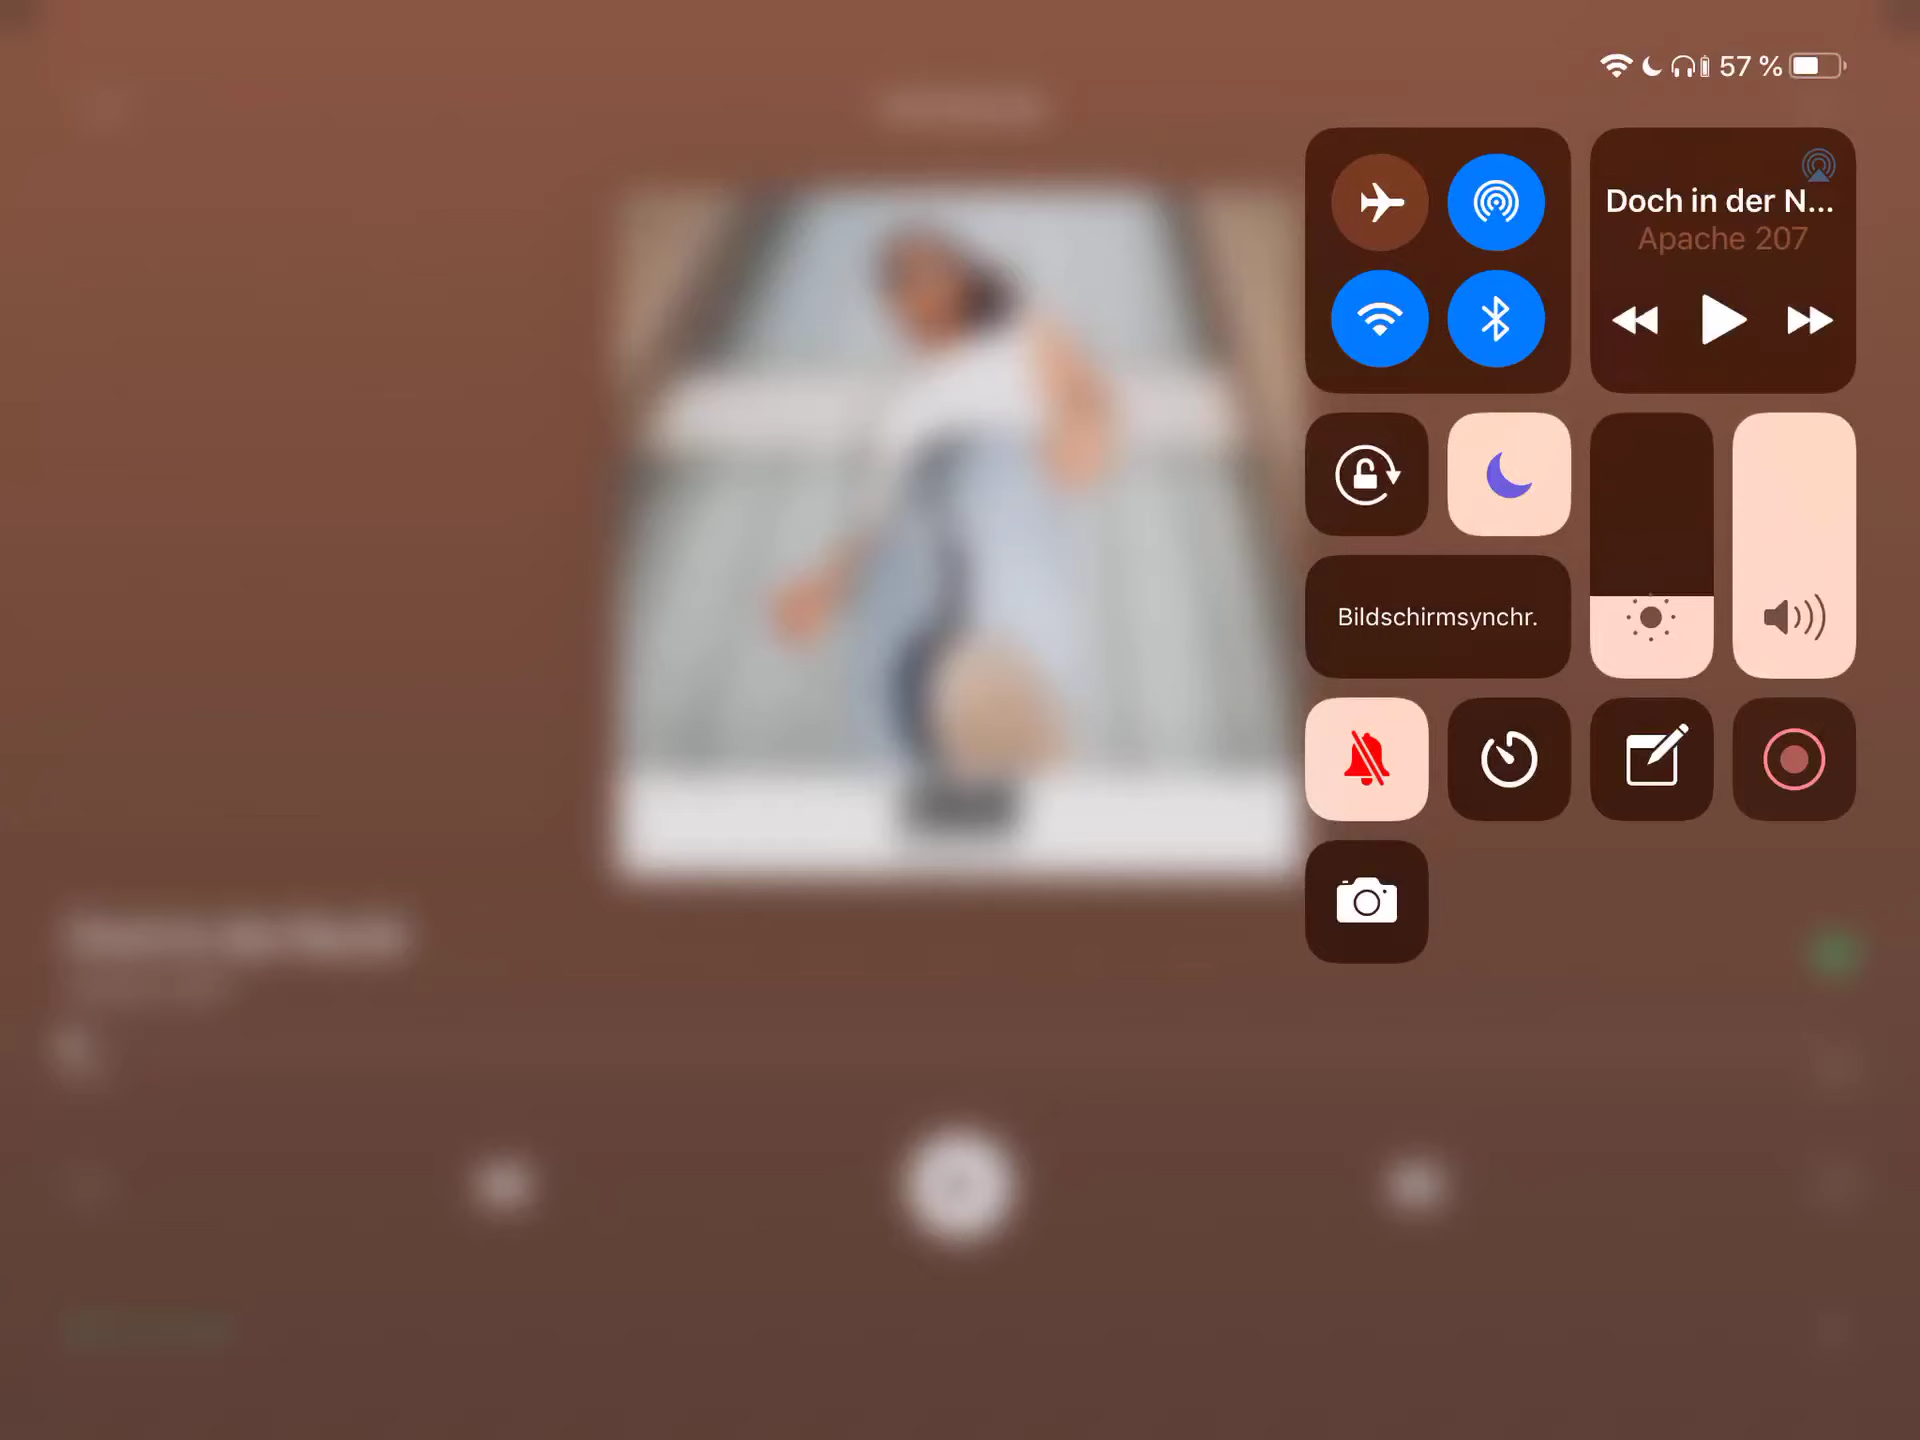 57 %
Doch in der N...
Apache 207
Bildschirmsynchr.